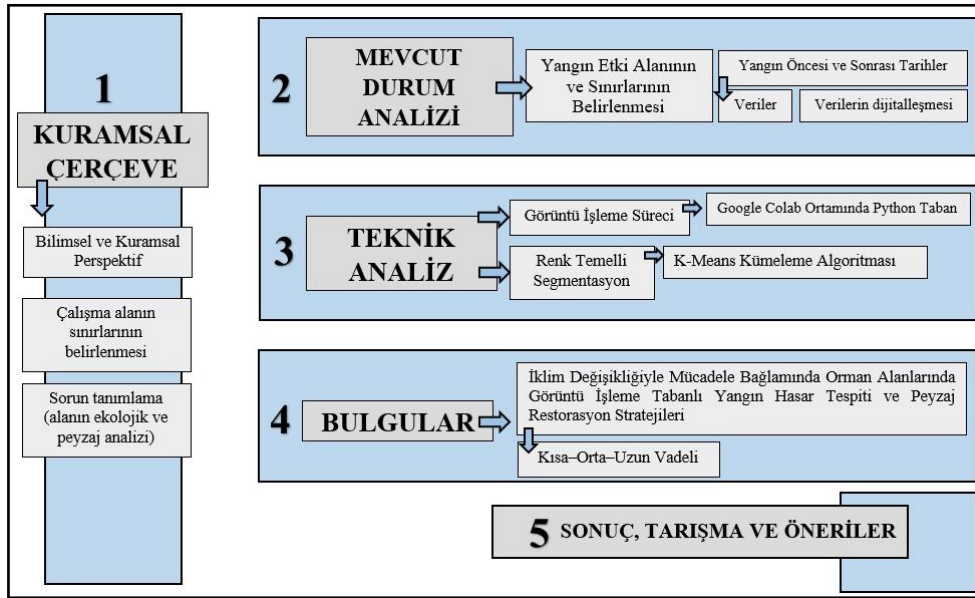 1
KURAMSAL
ÇERÇEVE
Bilimsel ve Kuramsal
Perspektif
Çalışma alanın
sınırlarının
belirlenmesi
Sorun tanımlama
(alanın ekolojik ve
peyzaj analizi)
2
MEVCUT
DURUM
ANALİZİ
Yangın Etki Alanının
ve Sınırlarının
Belirlenmesi
Yangın Öncesi ve Sonrası Tarihler
Veriler
Verilerin dijitalleşmesi
3
TEKNİK
ANALİZ
Görüntü İşleme Süreci
Google Colab Ortamında Python Taban
Renk Temelli
Segmentasyon
K-Means Kümeleme Algoritması
4
BULGULAR
İklim Değişikliğiyle Mücadele Bağlamında Orman Alanlarında
Görüntü İşleme Tabanlı Yangın Hasar Tespiti ve Peyzaj
Restorasyon Stratejileri
Kısa–Orta–Uzun Vadeli
5 SONUÇ, TARIŞMA VE ÖNERİLER